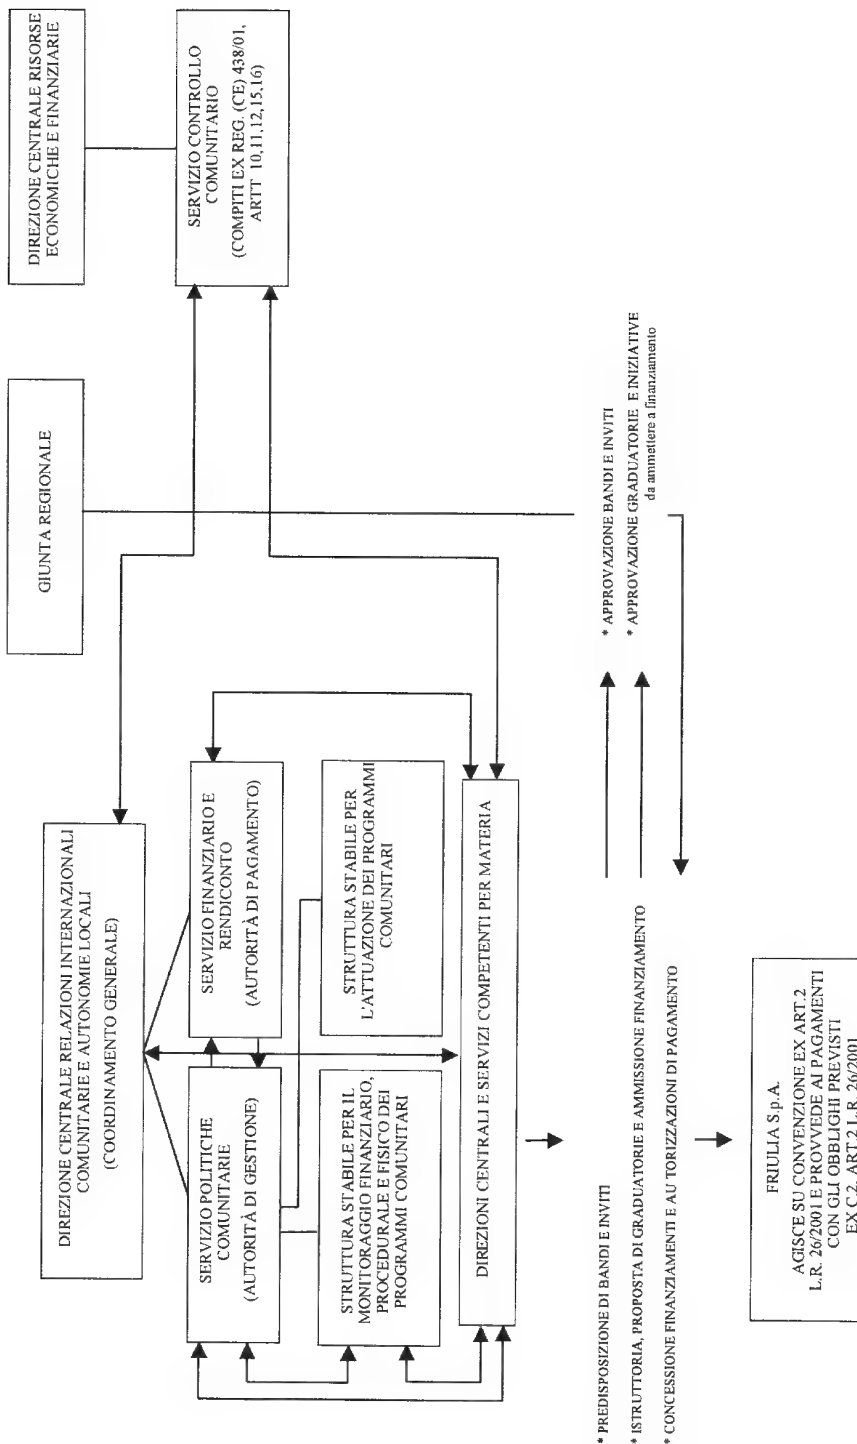 DIREZIONE CENTRALE RELAZIONI INTERNAZIONALI
COMUNITARIE E AUTONOMIE LOCALI
(COORDINAMENTO GENERALE)
GIUNTA REGIONALE
DIREZIONE CENTRALE RISORSE
ECONOMICHE E FINANZIARIE
SERVIZIO POLITICHE
COMUNITARIE
(AUTORITÀ DI GESTIONE)
SERVIZIO FINANZIARIO E
RENDICONTO
(AUTORITÀ DI PAGAMENTO)
SERVIZIO CONTROLLO
COMUNITARIO
(COMPITI EX REG. (CE) 438/01,
ARTT 10,11,12,15,16)
STRUTTURA STABILE PER IL
MONITORAGGIO FINANZIARIO,
PROCEDURALE E FISICO DEI
PROGRAMMI COMUNITARI
STRUTTURA STABILE PER
L'ATTUAZIONE DEI PROGRAMMI
COMUNITARI
DIREZIONI CENTRALI E SERVIZI COMPETENTI PER MATERIA
* PREDISPOSIZIONE DI BANDI E INVITI
* APPROVAZIONE BANDI E INVITI
* ISTRUTTORIA, PROPOSTA DI GRADUATORIE E AMMISSIONE FINANZIAMENTO
* APPROVAZIONE GRADUATORIE E INIZIATIVE
da ammettere a finanziamento
* CONCESSIONE FINANZIAMENTI E AU TORIZZAZIONI DI PAGAMENTO
FRIULIA S.p.A.
AGISCE SU CONVENZIONE EX ART.2
L.R. 26/2001 E PROVVEDE AI PAGAMENTI
CON GLI OBBLIGHI PREVISTI
EX C.2, ART.2 L.R. 26/2001